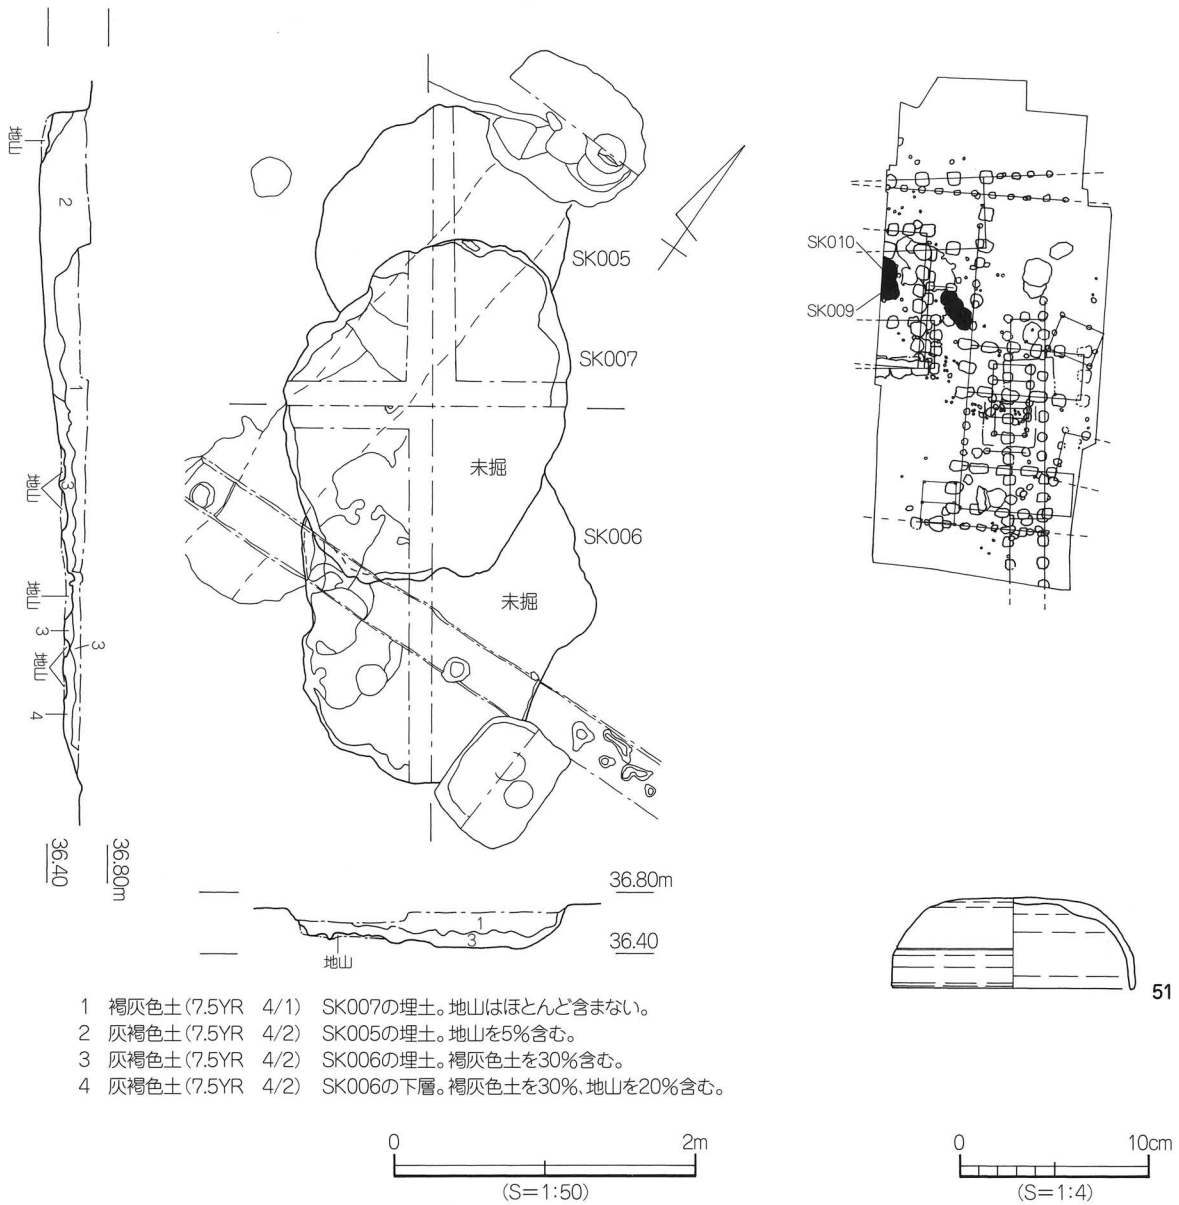 地山
2
1
地山
3
地山
3
3
地山
4
36.40
36.80m
SK005
SK007
未掘
SK006
未掘
SK010
SK009
36.80m
1
3
36.40
地山
51
1 褐灰色土(7.5YR 4/1) SK007の埋土。地山はほとんど含まない。
2 灰褐色土(7.5YR 4/2) SK005の埋土。地山を5%含む。
3 灰褐色土(7.5YR 4/2) SK006の埋土。褐灰色土を30%含む。
4 灰褐色土(7.5YR 4/2) SK006の下層。褐灰色土を30%、地山を20%含む。
0 2m
(S=1:50)
0 10cm
(S=1:4)